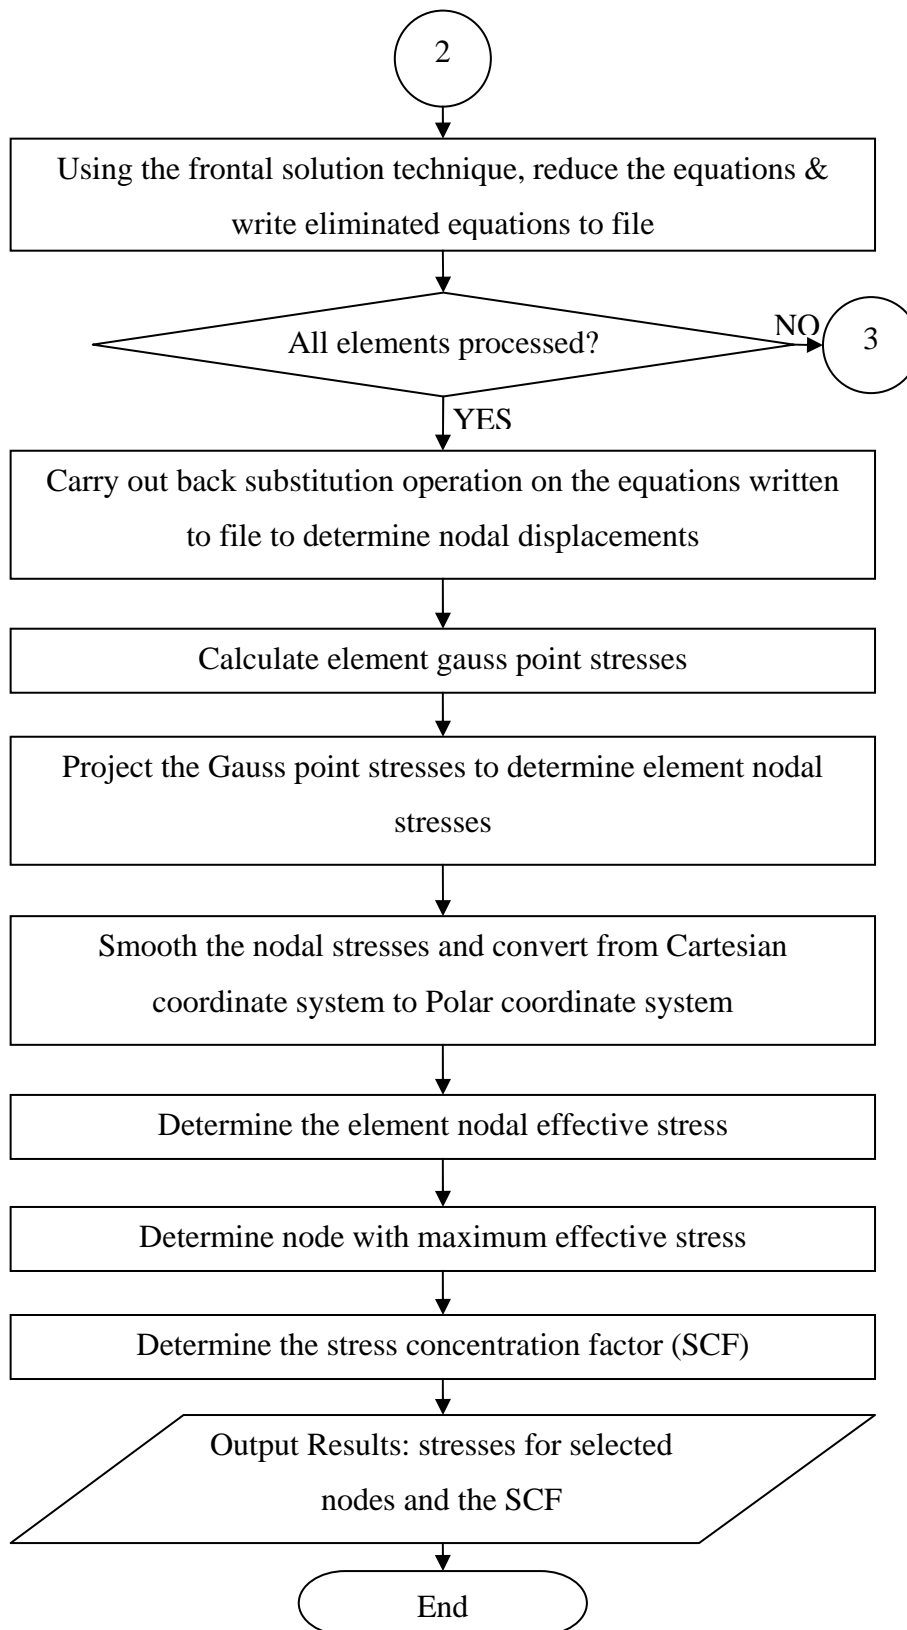 2
Using the frontal solution technique, reduce the equations &
write eliminated equations to file
All elements processed?
NO
3
YES
Carry out back substitution operation on the equations written
to file to determine nodal displacements
Calculate element gauss point stresses
Project the Gauss point stresses to determine element nodal
stresses
Smooth the nodal stresses and convert from Cartesian
coordinate system to Polar coordinate system
Determine the element nodal effective stress
Determine node with maximum effective stress
Determine the stress concentration factor (SCF)
Output Results: stresses for selected
nodes and the SCF
End